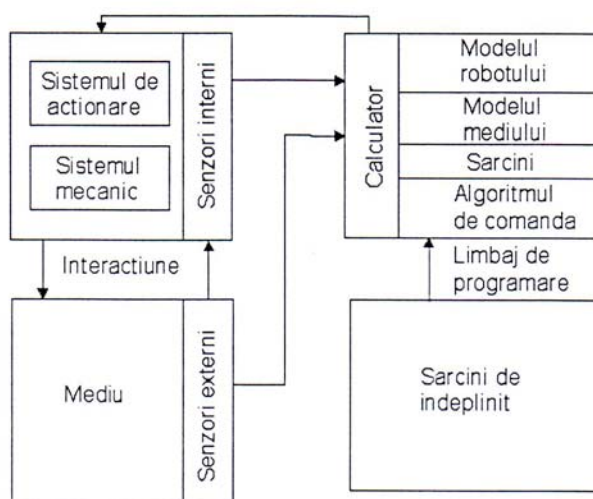 Sistemul de
actionare
Sistemul
mecanic
Senzori interni
Calculator
Modelul
robotului
Modelul
mediului
Sarcini
Algoritmul
de comanda
Interactiune
Limbaj de
programare
Mediu
Senzori externi
Sarcini de
indeplinit